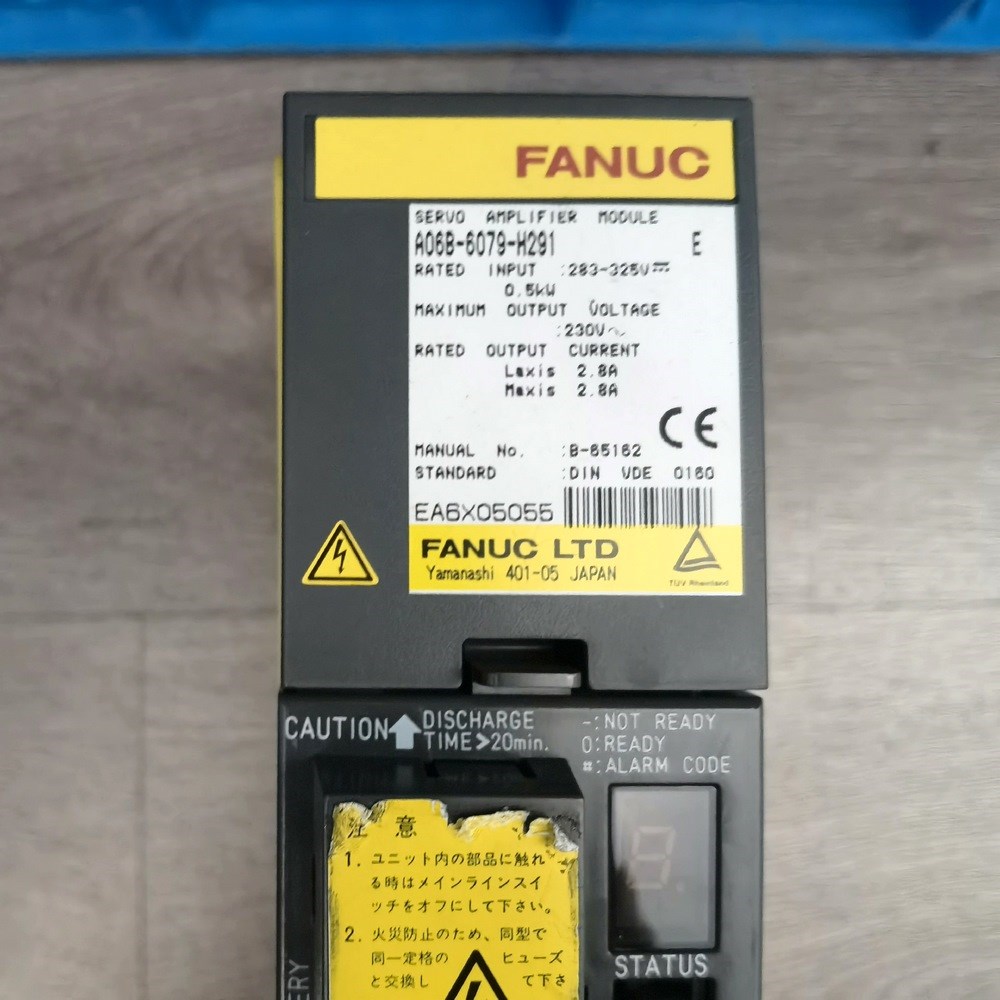 FANUC
SERVO AMPLIFIER MODULE
A06B-6079-H291 E
RATED INPUT :283-325V⎓
0.5kW
MAXIMUM OUTPUT VOLTAGE
:230V~
RATED OUTPUT CURRENT
Laxis 2.8A
Maxis 2.8A
CE
MANUAL No. :B-65162
STANDARD :DIN VDE 0160
EA6X05055
FANUC LTD
Yamanashi 401-05 JAPAN
TÜV Rheinland
CAUTION DISCHARGE
TIME>20min.
-:NOT READY
0:READY
#:ALARM CODE
注意
1. ユニット内の部品に触れ
る時はメインラインスイ
ッチをオフにして下さい。
2. 火災防止のため、同型で
同一定格の ヒューズ
と交換し て下さ
STATUS